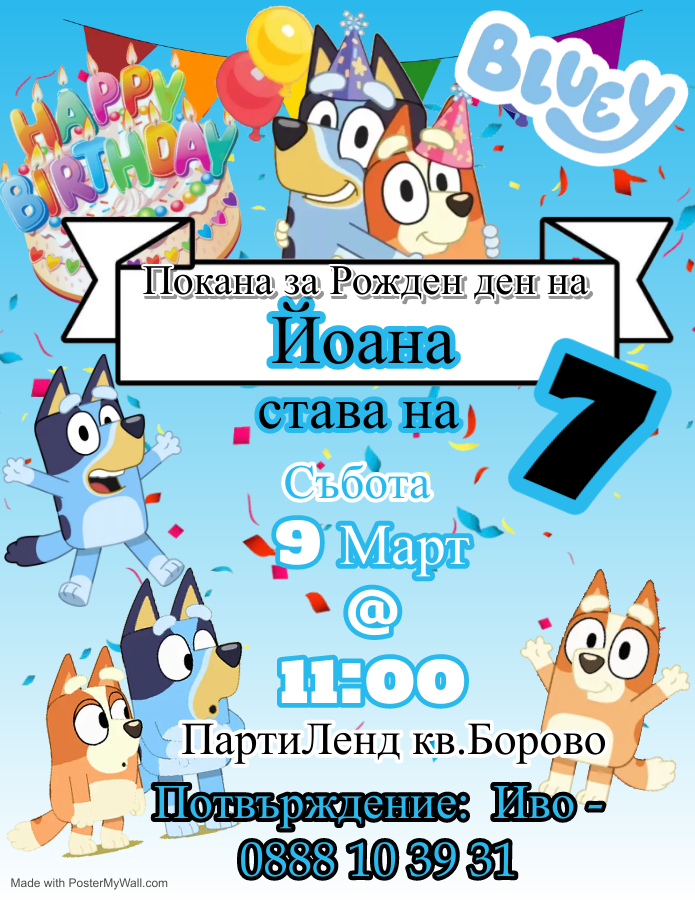 HAPPY
BIRTHDAY
BLUEY
Покана за Рожден ден на
Йоана
става на
7
Събота
9 Март
@
11:00
ПартиЛенд кв.Борово
Потвърждение: Иво -
0888 10 39 31
Made with PosterMyWall.com